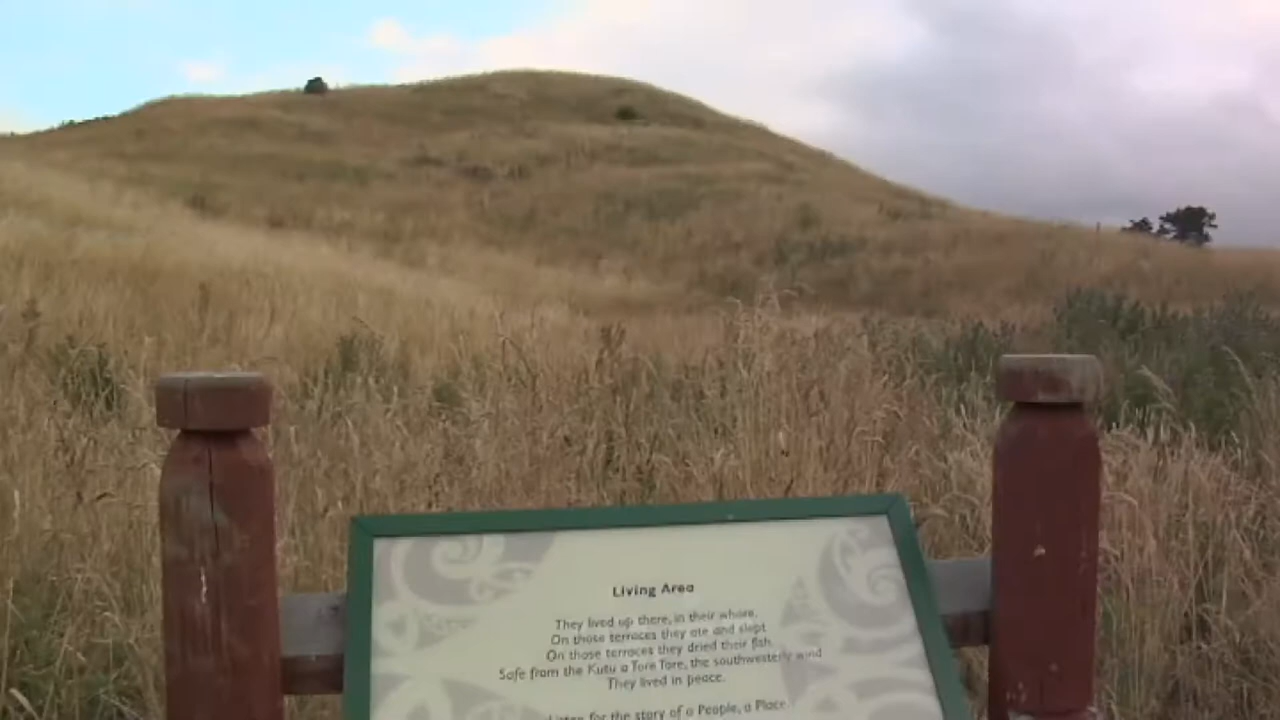 Living Area
They lived up there, in their whare.
On those terraces they ate and slept
On those terraces they dried their fish.
Safe from the Kutu a Tore Tore, the southwesterly wind
They lived in peace.
Listen for the story of a People, a Place